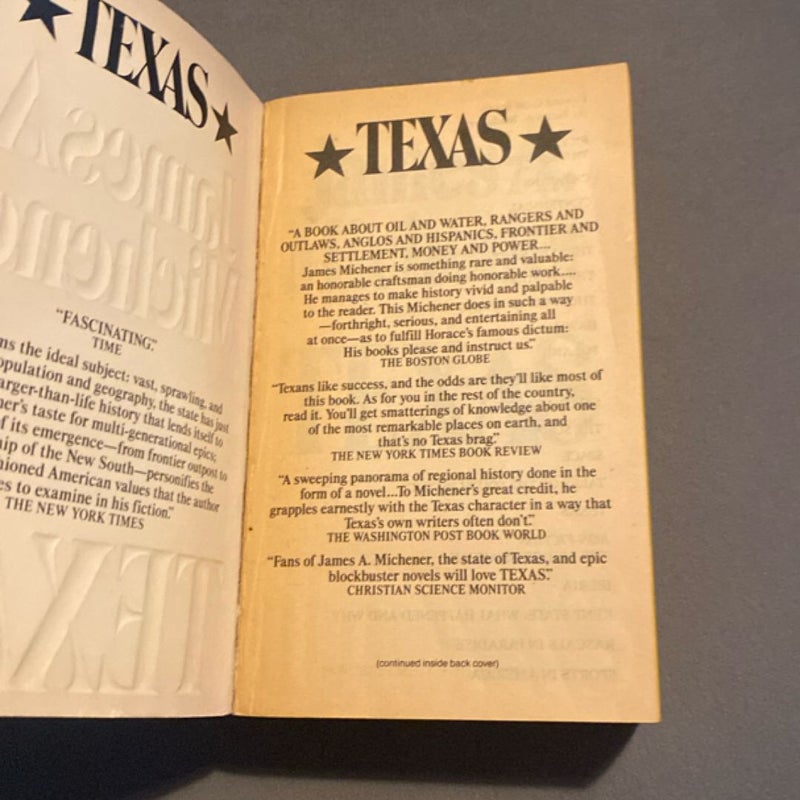 ★ TEXAS ★
"FASCINATING."
TIME
ns the ideal subject: vast, sprawling, and
opulation and geography, the state has just
arger-than-life history that lends itself to
ner's taste for multi-generational epics;
f its emergence—from frontier outpost to
ip of the New South—personifies the
hioned American values that the author
es to examine in his fiction."
THE NEW YORK TIMES
★ TEXAS ★
"A BOOK ABOUT OIL AND WATER, RANGERS AND
OUTLAWS, ANGLOS AND HISPANICS, FRONTIER AND
SETTLEMENT, MONEY AND POWER...
James Michener is something rare and valuable:
an honorable craftsman doing honorable work....
He manages to make history vivid and palpable
to the reader. This Michener does in such a way
—forthright, serious, and entertaining all
at once—as to fulfill Horace's famous dictum:
His books please and instruct us."
THE BOSTON GLOBE
"Texans like success, and the odds are they'll like most of
this book. As for you in the rest of the country,
read it. You'll get smatterings of knowledge about one
of the most remarkable places on earth, and
that's no Texas brag."
THE NEW YORK TIMES BOOK REVIEW
"A sweeping panorama of regional history done in the
form of a novel...To Michener's great credit, he
grapples earnestly with the Texas character in a way that
Texas's own writers often don't."
THE WASHINGTON POST BOOK WORLD
"Fans of James A. Michener, the state of Texas, and epic
blockbuster novels will love TEXAS."
CHRISTIAN SCIENCE MONITOR
(continued inside back cover)